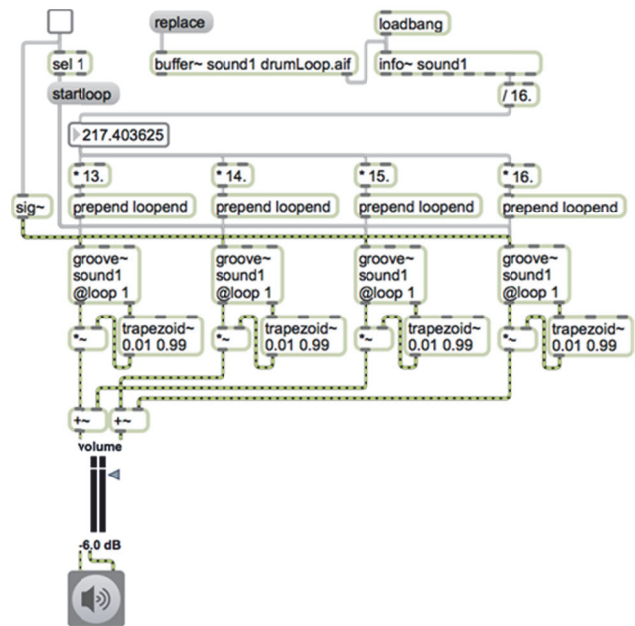 replace
loadbang
sel 1
buffer~ sound1 drumLoop.aif
info~ sound1
startloop
/ 16.
217.403625
* 13.
* 14.
* 15.
* 16.
sig~
prepend loopend
prepend loopend
prepend loopend
prepend loopend
groove~
sound1
@loop 1
groove~
sound1
@loop 1
groove~
sound1
@loop 1
groove~
sound1
@loop 1
*~
trapezoid~
0.01 0.99
*~
trapezoid~
0.01 0.99
*~
trapezoid~
0.01 0.99
*~
trapezoid~
0.01 0.99
+~
+~
volume
-6.0 dB